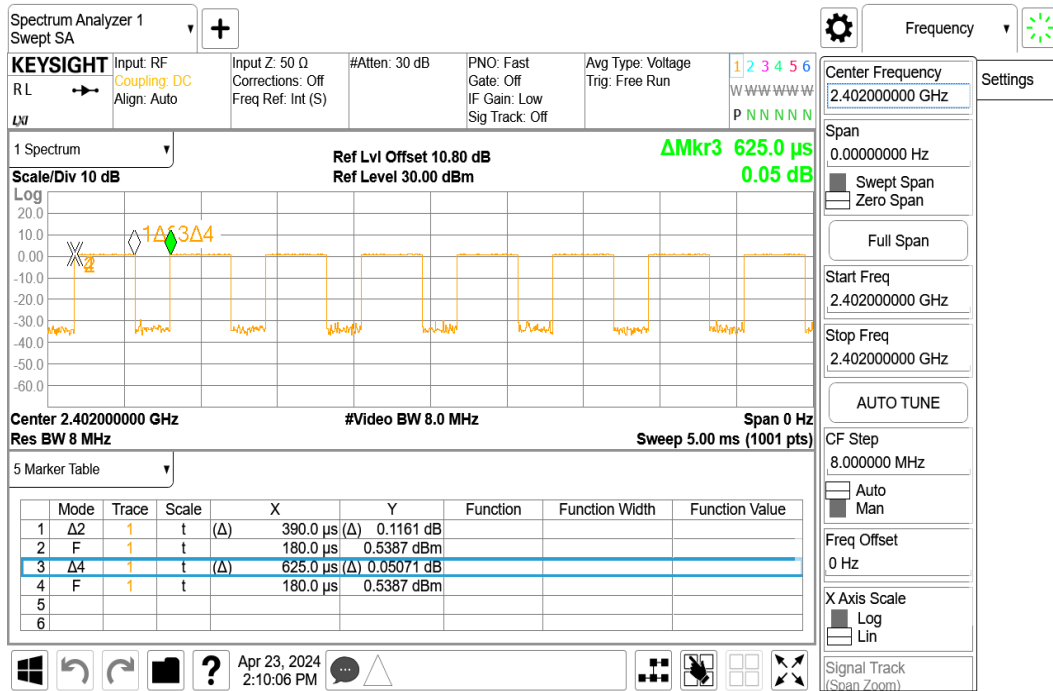 Spectrum Analyzer 1
Swept SA
Frequency
KEYSIGHT
RL
LXI
Input: RF
Coupling: DC
Align: Auto
Input Z: 50 Ω
Corrections: Off
Freq Ref: Int (S)
#Atten: 30 dB
PNO: Fast
Gate: Off
IF Gain: Low
Sig Track: Off
Avg Type: Voltage
Trig: Free Run
1 2 3 4 5 6
W W W W W W
P N N N N N
Center Frequency
2.402000000 GHz
Settings
Span
0.00000000 Hz
Swept Span
Zero Span
Full Span
Start Freq
2.402000000 GHz
Stop Freq
2.402000000 GHz
AUTO TUNE
CF Step
8.000000 MHz
Auto
Man
Freq Offset
0 Hz
X Axis Scale
Log
Lin
Signal Track
(Span Zoom)
1 Spectrum
Scale/Div 10 dB
Ref Lvl Offset 10.80 dB
Ref Level 30.00 dBm
ΔMkr3 625.0 µs
0.05 dB
Log
20.0
10.0
0.00
-10.0
-20.0
-30.0
-40.0
-50.0
-60.0
3Δ4
Center 2.402000000 GHz
#Video BW 8.0 MHz
Span 0 Hz
Res BW 8 MHz
Sweep 5.00 ms (1001 pts)
5 Marker Table
Mode Trace Scale X Y Function Function Width Function Value
1 Δ2 1 t (Δ) 390.0 µs (Δ) 0.1161 dB
2 F 1 t 180.0 µs 0.5387 dBm
3 Δ4 1 t (Δ) 625.0 µs (Δ) 0.05071 dB
4 F 1 t 180.0 µs 0.5387 dBm
5
6
?
Apr 23, 2024
2:10:06 PM